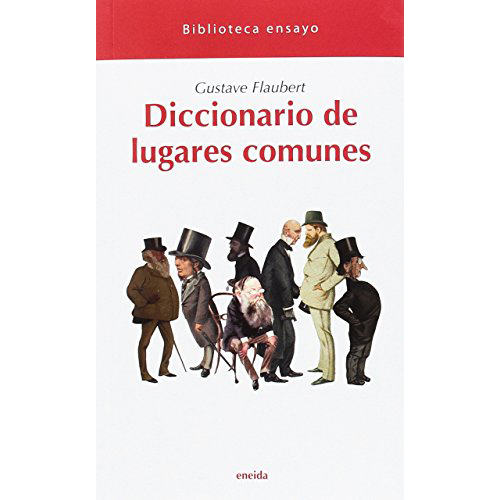 Biblioteca ensayo
Gustave Flaubert
Diccionario de
lugares comunes
eneida